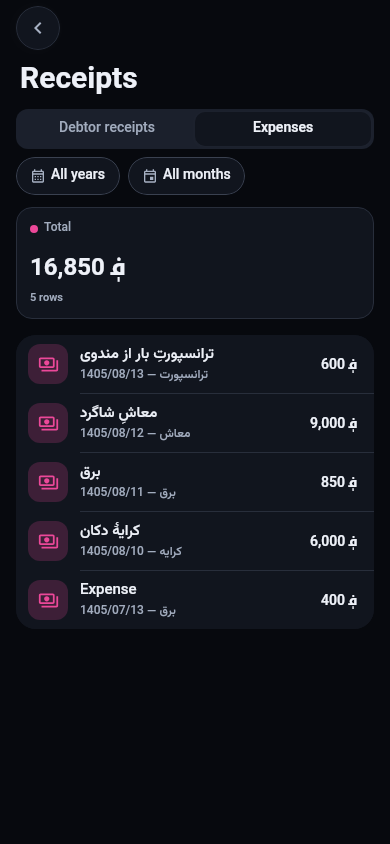 Receipts
Debtor receipts
Expenses
All years
All months
Total
16,850 ؋
5 rows
ترانسپورتِ بار از مندوی
1405/08/13 — ترانسپورت
600 ؋
معاشِ شاگرد
1405/08/12 — معاش
9,000 ؋
برق
1405/08/11 — برق
850 ؋
کرایهٔ دکان
1405/08/10 — کرایه
6,000 ؋
Expense
1405/07/13 — برق
400 ؋